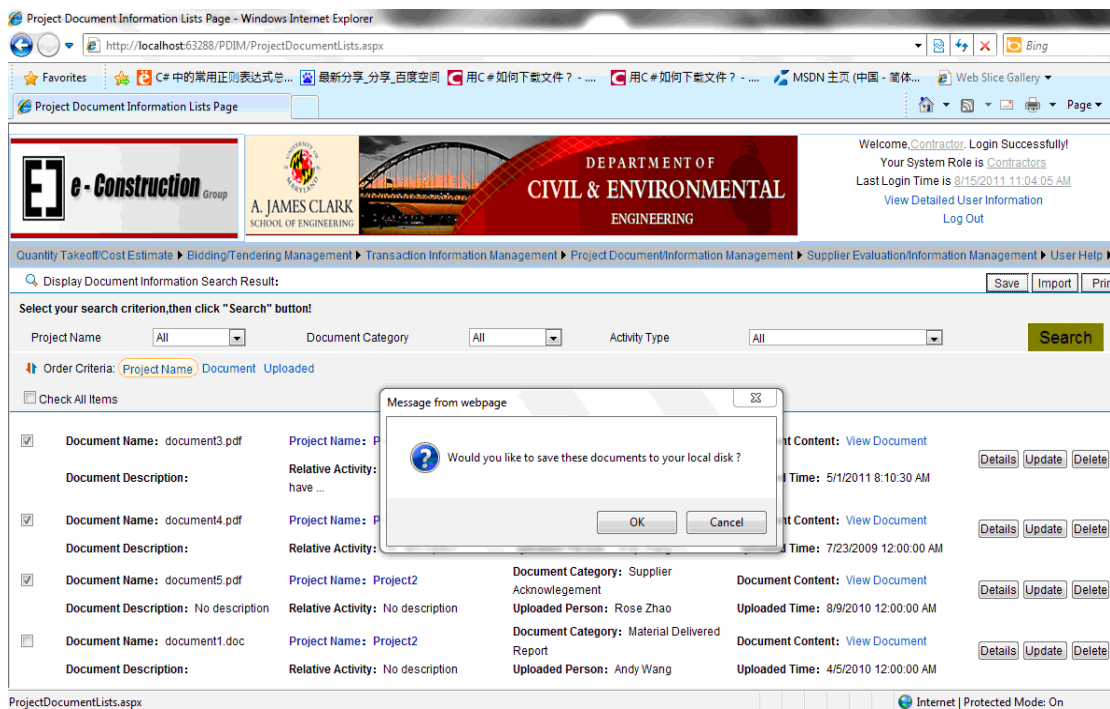 Project Document Information Lists Page - Windows Internet Explorer
http://localhost:63288/PDIM/ProjectDocumentLists.aspx
Bing
Favorites C# 中的常用正则表达式总... 最新分享_分享_百度空间 用C#如何下载文件？- .... 用C#如何下载文件？- .... MSDN 主页 (中国 - 简体... Web Slice Gallery
Project Document Information Lists Page
Page
e - Construction Group
UNIVERSITY OF MARYLAND
A. JAMES CLARK
SCHOOL OF ENGINEERING
DEPARTMENT OF
CIVIL & ENVIRONMENTAL
ENGINEERING
Welcome,Contractor. Login Successfully!
Your System Role is Contractors
Last Login Time is 8/15/2011 11:04:05 AM
View Detailed User Information
Log Out
Quantity Takeoff/Cost Estimate Bidding/Tendering Management Transaction Information Management Project Document/Information Management Supplier Evaluation/Information Management User Help
Display Document Information Search Result:
Save Import Prin
Select your search criterion,then click "Search" button!
Project Name All Document Category All Activity Type All Search
Order Criteria: Project Name Document Uploaded
Check All Items
Message from webpage
Would you like to save these documents to your local disk ?
OK Cancel
Document Name: document3.pdf Project Name: P nt Content: View Document
Details Update Delete
Document Description: Relative Activity: d Time: 5/1/2011 8:10:30 AM
have ...
Document Name: document4.pdf Project Name: P nt Content: View Document
Details Update Delete
Document Description: Relative Activity: Time: 7/23/2009 12:00:00 AM
Document Name: document5.pdf Project Name: Project2 Document Category: Supplier Acknowlegement Document Content: View Document
Details Update Delete
Document Description: No description Relative Activity: No description Uploaded Person: Rose Zhao Uploaded Time: 8/9/2010 12:00:00 AM
Document Name: document1.doc Project Name: Project2 Document Category: Material Delivered Report Document Content: View Document
Details Update Delete
Document Description: Relative Activity: No description Uploaded Person: Andy Wang Uploaded Time: 4/5/2010 12:00:00 AM
ProjectDocumentLists.aspx
Internet | Protected Mode: On